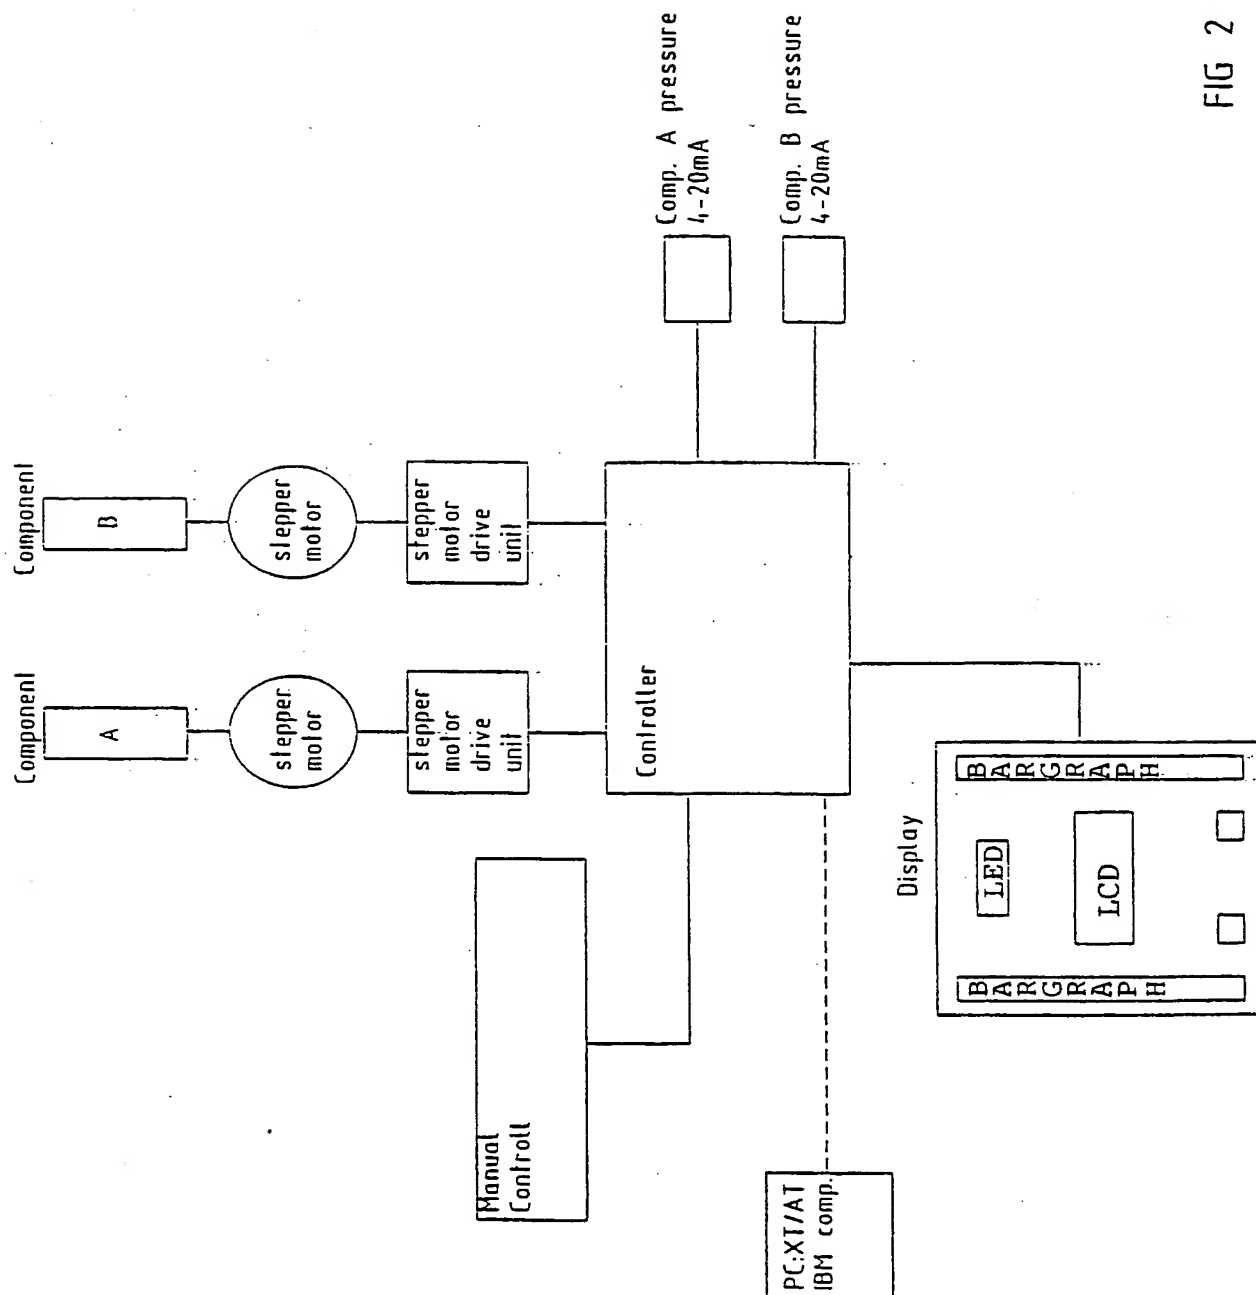 Component
A
stepper
motor
stepper
motor
drive
unit
Component
B
stepper
motor
stepper
motor
drive
unit
Manual
Controll
Controller
Comp. A pressure
4-20mA
Comp. B pressure
4-20mA
PC:XT/AT
IBM comp.
Display
BARGRAPH
LED
LCD
BARGRAPH
FIG 2